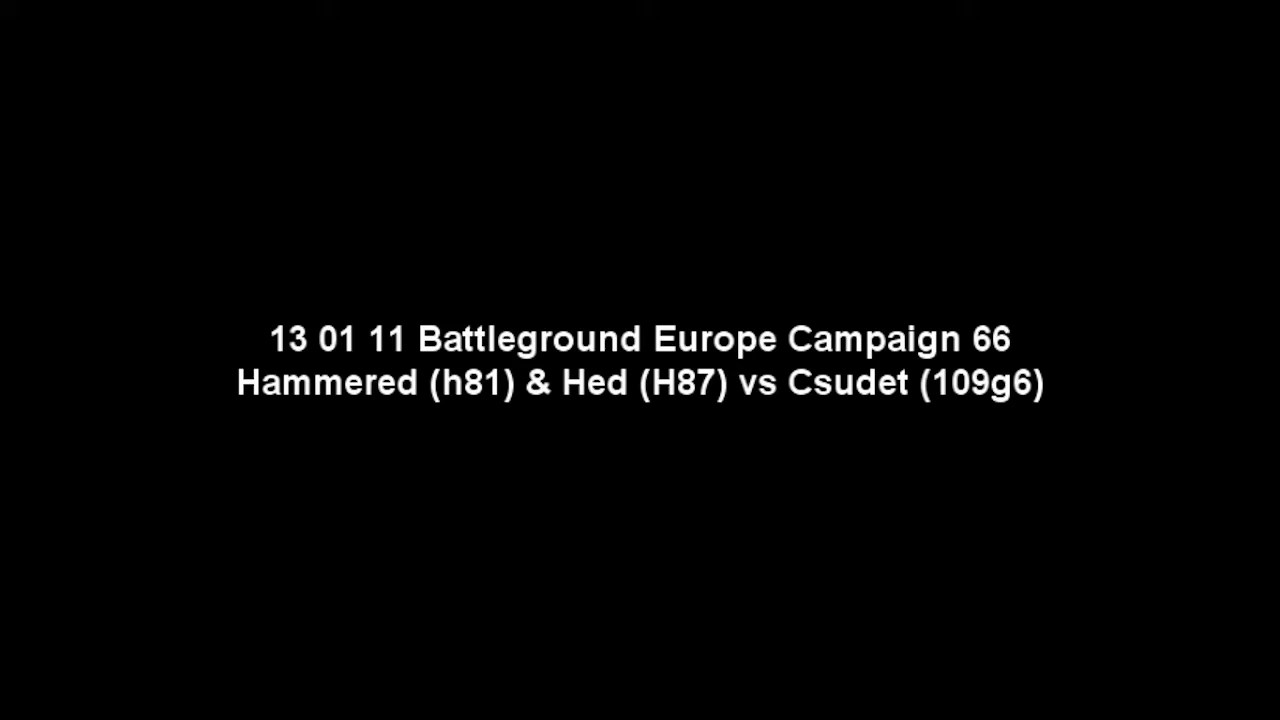 13 01 11 Battleground Europe Campaign 66
Hammered (h81) & Hed (H87) vs Csudet (109g6)